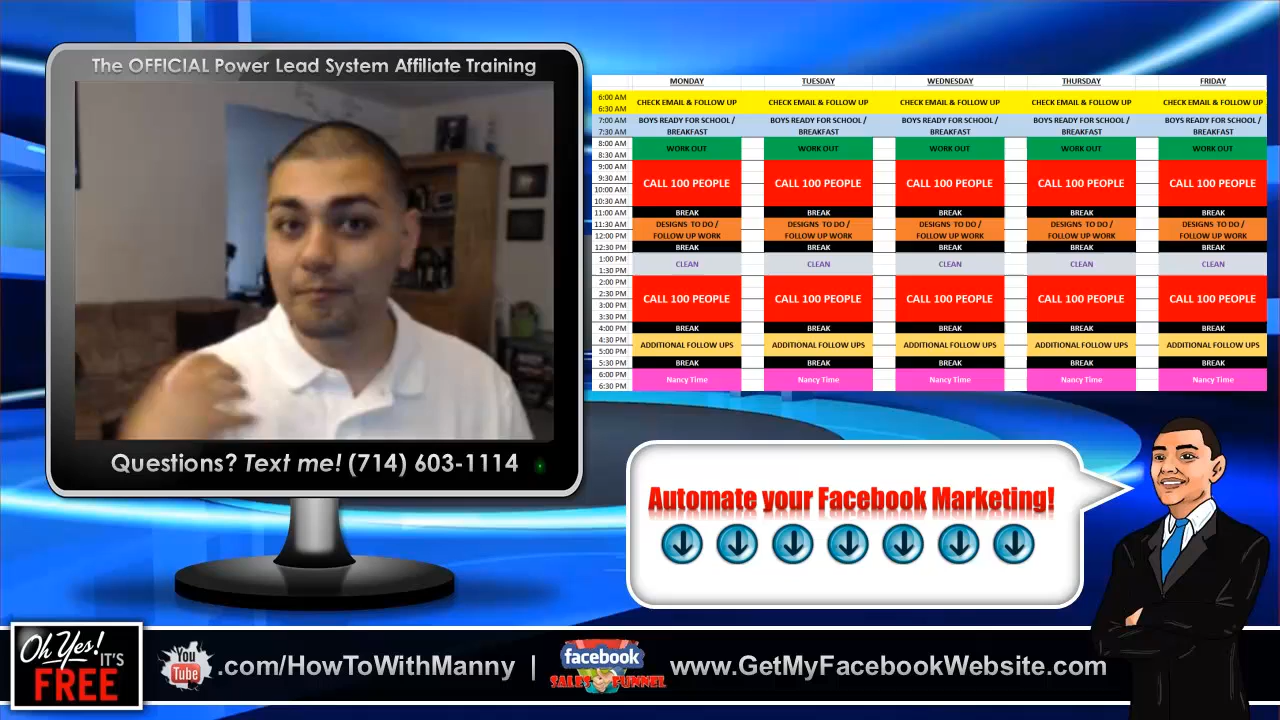 The OFFICIAL Power Lead System Affiliate Training
Questions? Text me! (714) 603-1114
MONDAY TUESDAY WEDNESDAY THURSDAY FRIDAY
6:00 AM
CHECK EMAIL & FOLLOW UP CHECK EMAIL & FOLLOW UP CHECK EMAIL & FOLLOW UP CHECK EMAIL & FOLLOW UP CHECK EMAIL & FOLLOW UP
6:30 AM
7:00 AM BOYS READY FOR SCHOOL / BOYS READY FOR SCHOOL / BOYS READY FOR SCHOOL / BOYS READY FOR SCHOOL / BOYS READY FOR SCHOOL /
7:30 AM BREAKFAST BREAKFAST BREAKFAST BREAKFAST BREAKFAST
8:00 AM
WORK OUT WORK OUT WORK OUT WORK OUT WORK OUT
8:30 AM
9:00 AM
9:30 AM
CALL 100 PEOPLE CALL 100 PEOPLE CALL 100 PEOPLE CALL 100 PEOPLE CALL 100 PEOPLE
10:00 AM
10:30 AM
11:00 AM BREAK BREAK BREAK BREAK BREAK
11:30 AM DESIGNS TO DO / DESIGNS TO DO / DESIGNS TO DO / DESIGNS TO DO / DESIGNS TO DO /
12:00 PM FOLLOW UP WORK FOLLOW UP WORK FOLLOW UP WORK FOLLOW UP WORK FOLLOW UP WORK
12:30 PM BREAK BREAK BREAK BREAK BREAK
1:00 PM
CLEAN CLEAN CLEAN CLEAN CLEAN
1:30 PM
2:00 PM
2:30 PM
CALL 100 PEOPLE CALL 100 PEOPLE CALL 100 PEOPLE CALL 100 PEOPLE CALL 100 PEOPLE
3:00 PM
3:30 PM
4:00 PM BREAK BREAK BREAK BREAK BREAK
4:30 PM
ADDITIONAL FOLLOW UPS ADDITIONAL FOLLOW UPS ADDITIONAL FOLLOW UPS ADDITIONAL FOLLOW UPS ADDITIONAL FOLLOW UPS
5:00 PM
5:30 PM BREAK BREAK BREAK BREAK BREAK
6:00 PM
Nancy Time Nancy Time Nancy Time Nancy Time Nancy Time
6:30 PM
Automate your Facebook Marketing!
Oh Yes! IT'S
FREE
You
Tube .com/HowToWithManny | facebook www.GetMyFacebookWebsite.com
SALES FUNNEL